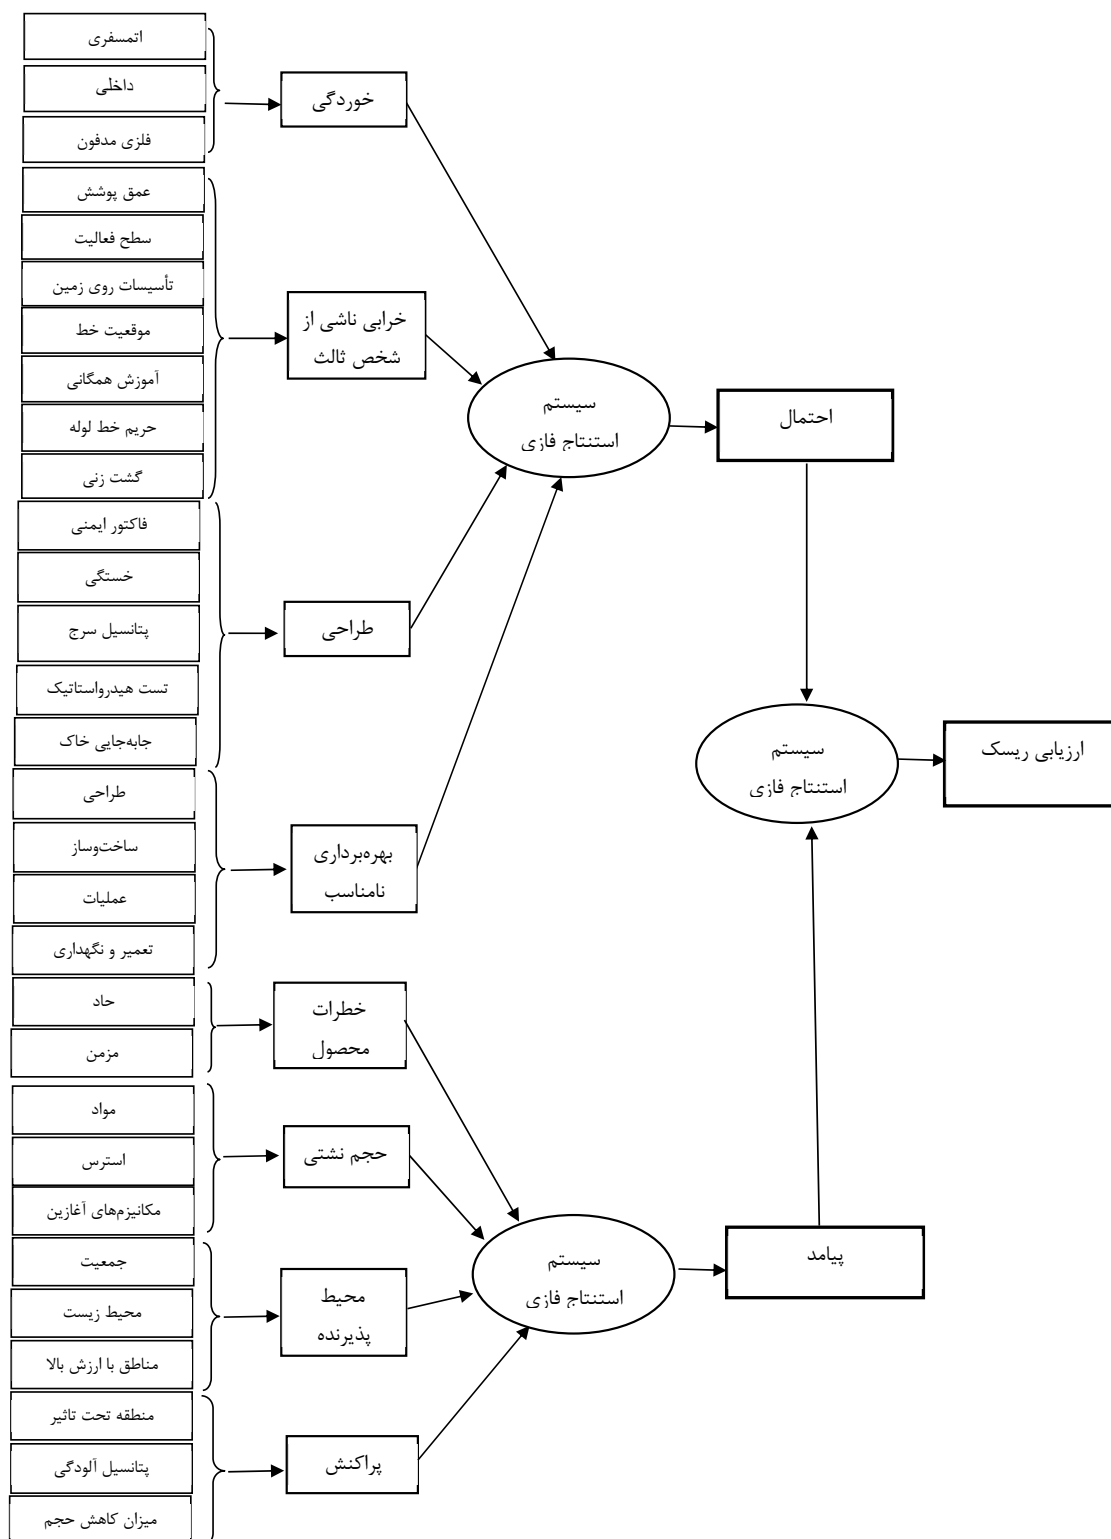 اتمسفری
داخلی
فلزی مدفون
خوردگی
عمق پوشش
سطح فعالیت
تأسیسات روی زمین
موقعیت خط
آموزش همگانی
حریم خط لوله
گشت زنی
خرابی ناشی از
شخص ثالث
فاکتور ایمنی
خستگی
پتانسیل سرج
تست هیدرواستاتیک
جابه‌جایی خاک
طراحی
طراحی
ساخت‌وساز
عملیات
تعمیر و نگهداری
بهره‌برداری
نامناسب
سیستم
استنتاج فازی
احتمال
حاد
مزمن
خطرات
محصول
مواد
استرس
مکانیزم‌های آغازین
حجم نشتی
جمعیت
محیط زیست
مناطق با ارزش بالا
محیط
پذیرنده
منطقه تحت تاثیر
پتانسیل آلودگی
میزان کاهش حجم
پراکنش
سیستم
استنتاج فازی
پیامد
سیستم
استنتاج فازی
ارزیابی ریسک